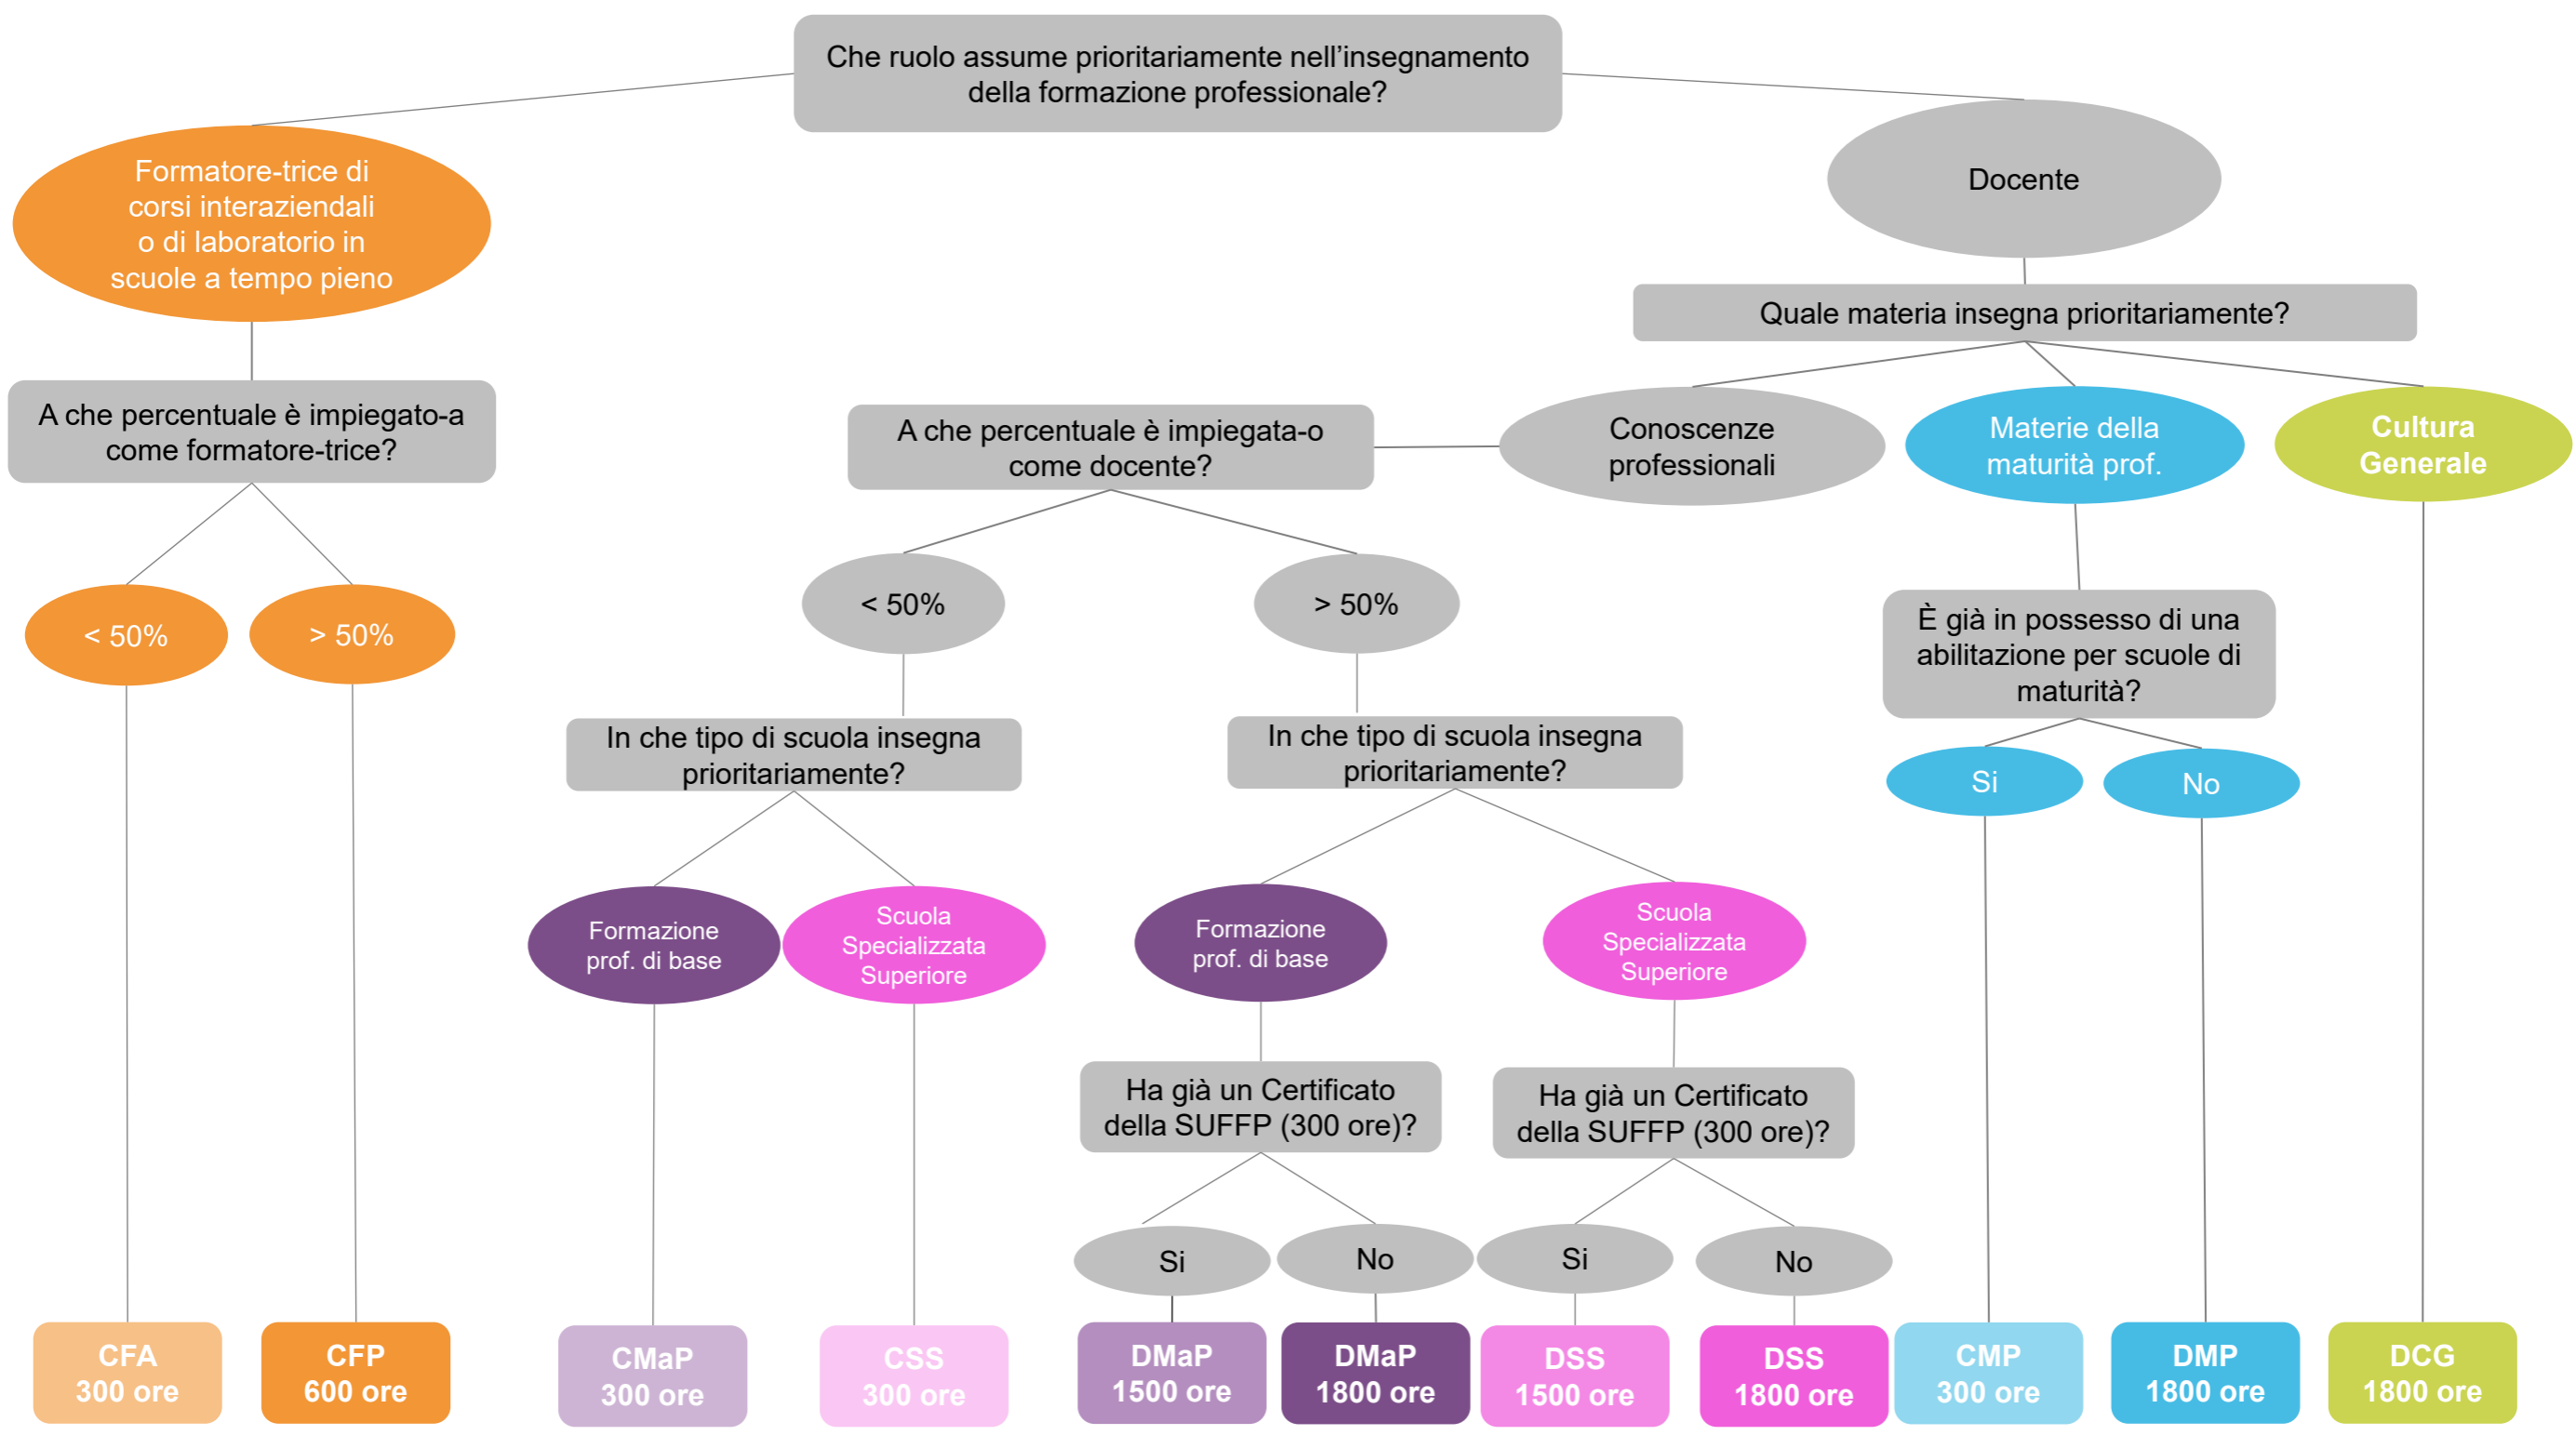 Che ruolo assume prioritariamente nell'insegnamento
della formazione professionale?
Formatore-trice di
corsi interaziendali
o di laboratorio in
scuole a tempo pieno
Docente
Quale materia insegna prioritariamente?
A che percentuale è impiegato-a
come formatore-trice?
A che percentuale è impiegata-o
come docente?
Conoscenze
professionali
Materie della
maturità prof.
Cultura
Generale
< 50%
> 50%
< 50%
> 50%
È già in possesso di una
abilitazione per scuole di
maturità?
In che tipo di scuola insegna
prioritariamente?
In che tipo di scuola insegna
prioritariamente?
Si
No
Formazione
prof. di base
Scuola
Specializzata
Superiore
Formazione
prof. di base
Scuola
Specializzata
Superiore
Ha già un Certificato
della SUFFP (300 ore)?
Ha già un Certificato
della SUFFP (300 ore)?
Si
No
Si
No
CFA
300 ore
CFP
600 ore
CMaP
300 ore
CSS
300 ore
DMaP
1500 ore
DMaP
1800 ore
DSS
1500 ore
DSS
1800 ore
CMP
300 ore
DMP
1800 ore
DCG
1800 ore